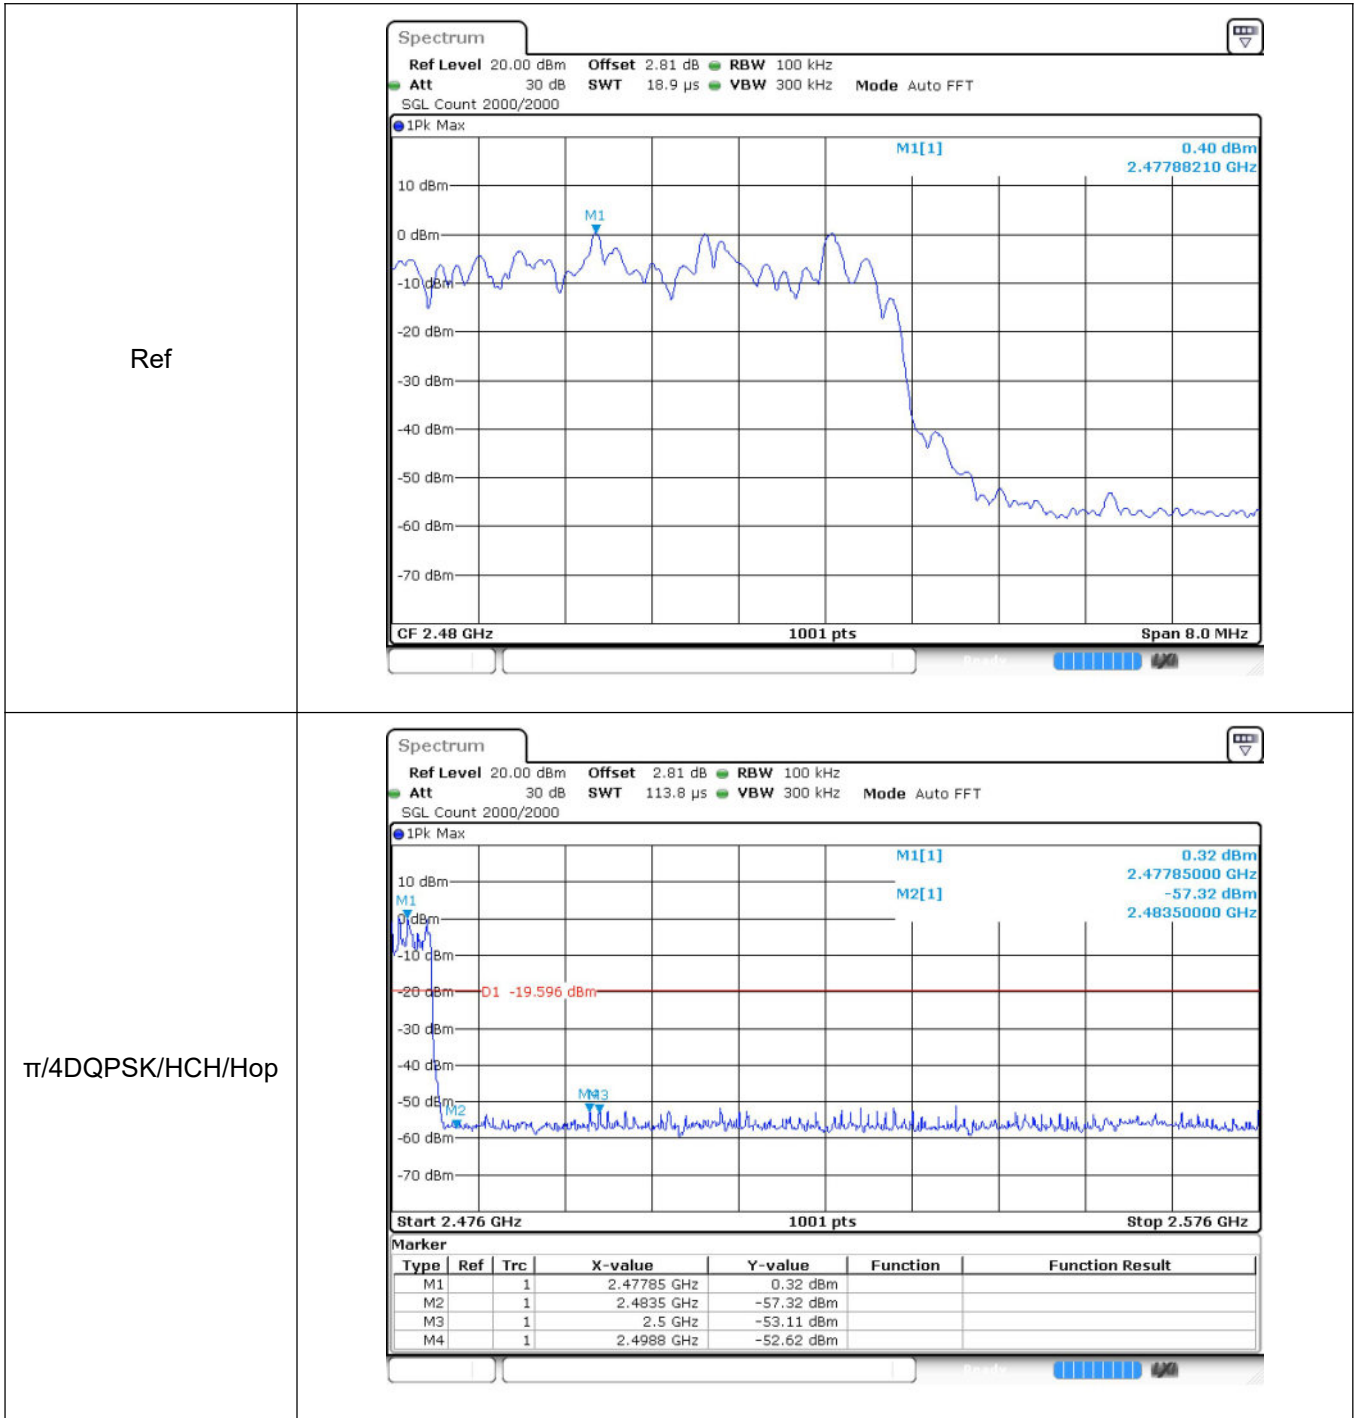 Ref
Spectrum
Ref Level 20.00 dBm Offset 2.81 dB RBW 100 kHz
Att 30 dB SWT 18.9 µs VBW 300 kHz Mode Auto FFT
SGL Count 2000/2000
1Pk Max
M1[1] 0.40 dBm
2.47788210 GHz
10 dBm
M1
0 dBm
-10 dBm
-20 dBm
-30 dBm
-40 dBm
-50 dBm
-60 dBm
-70 dBm
CF 2.48 GHz 1001 pts Span 8.0 MHz
Ready
π/4DQPSK/HCH/Hop
Spectrum
Ref Level 20.00 dBm Offset 2.81 dB RBW 100 kHz
Att 30 dB SWT 113.8 µs VBW 300 kHz Mode Auto FFT
SGL Count 2000/2000
1Pk Max
M1[1] 0.32 dBm
2.47785000 GHz
M2[1] -57.32 dBm
2.48350000 GHz
10 dBm
M1
0 dBm
-10 dBm
-20 dBm D1 -19.596 dBm
-30 dBm
-40 dBm
M4 M3
-50 dBm
M2
-60 dBm
-70 dBm
Start 2.476 GHz 1001 pts Stop 2.576 GHz
Marker
Type Ref Trc X-value Y-value Function Function Result
M1 1 2.47785 GHz 0.32 dBm
M2 1 2.4835 GHz -57.32 dBm
M3 1 2.5 GHz -53.11 dBm
M4 1 2.4988 GHz -52.62 dBm
Ready